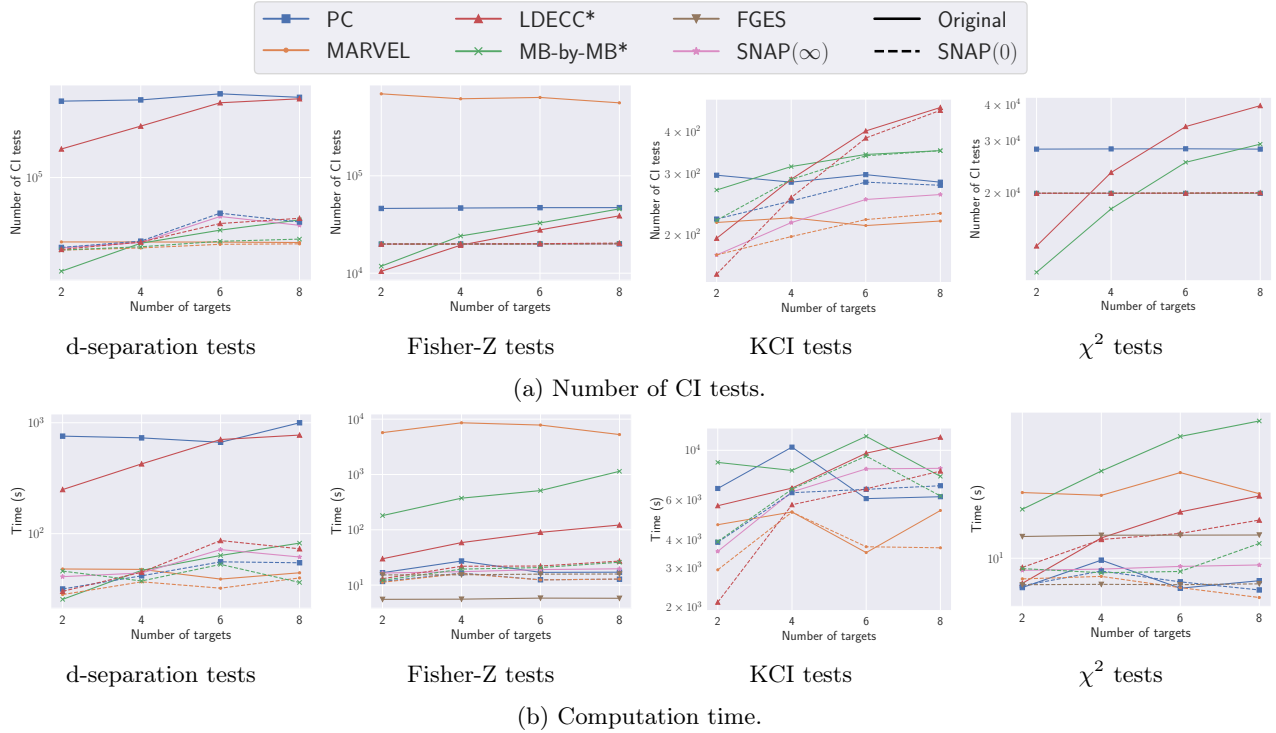 PC LDECC* FGES Original
MARVEL MB-by-MB* SNAP(∞) SNAP(0)
Number of CI tests
10^5
2 4 6 8
Number of targets
Number of CI tests
10^5
10^4
2 4 6 8
Number of targets
Number of CI tests
4 × 10^2
3 × 10^2
2 × 10^2
2 4 6 8
Number of targets
Number of CI tests
4 × 10^4
3 × 10^4
2 × 10^4
2 4 6 8
Number of targets
d-separation tests Fisher-Z tests KCI tests χ^2 tests
(a) Number of CI tests.
Time (s)
10^3
10^2
2 4 6 8
Number of targets
Time (s)
10^4
10^3
10^2
10^1
2 4 6 8
Number of targets
Time (s)
10^4
6 × 10^3
4 × 10^3
3 × 10^3
2 × 10^3
2 4 6 8
Number of targets
Time (s)
10^1
2 4 6 8
Number of targets
d-separation tests Fisher-Z tests KCI tests χ^2 tests
(b) Computation time.